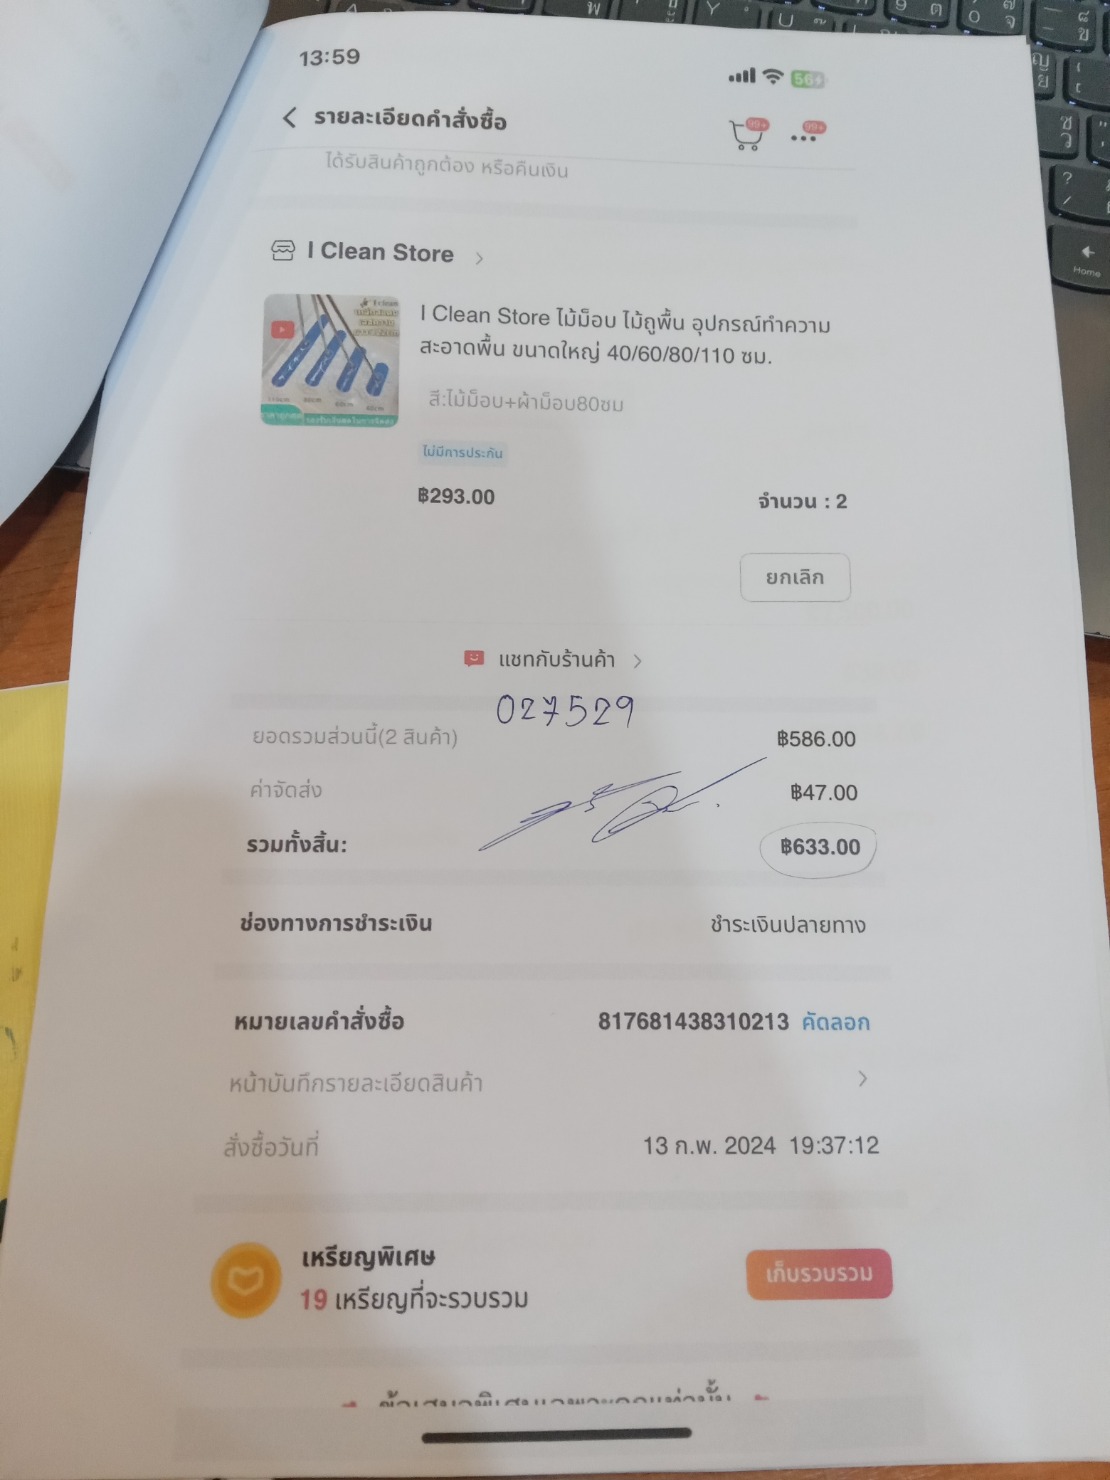 13:59
56
รายละเอียดคำสั่งซื้อ
99+
99+
ได้รับสินค้าถูกต้อง หรือคืนเงิน
I Clean Store
I Clean Store ไม้ม็อบ ไม้ถูพื้น อุปกรณ์ทำความ
สะอาดพื้น ขนาดใหญ่ 40/60/80/110 ซม.
สี:ไม้ม็อบ+ผ้าม็อบ80ซม
ไม่มีการประกัน
฿293.00 จำนวน : 2
ยกเลิก
แชทกับร้านค้า
027529
ยอดรวมส่วนนี้(2 สินค้า) ฿586.00
ค่าจัดส่ง ฿47.00
รวมทั้งสิ้น: ฿633.00
ช่องทางการชำระเงิน ชำระเงินปลายทาง
หมายเลขคำสั่งซื้อ 817681438310213 คัดลอก
หน้าบันทึกรายละเอียดสินค้า
สั่งซื้อวันที่ 13 ก.พ. 2024 19:37:12
เหรียญพิเศษ
19 เหรียญที่จะรวบรวม เก็บรวบรวม